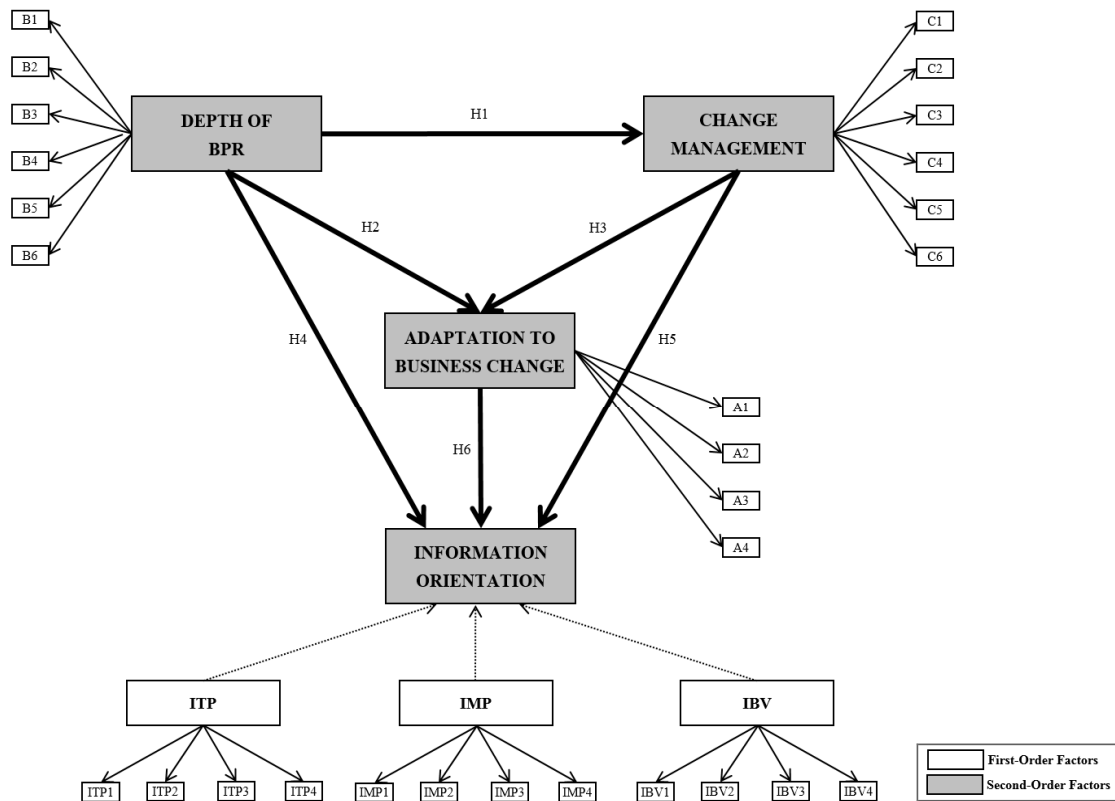 B1
B2
B3
B4
B5
B6
DEPTH OF
BPR
H1
CHANGE
MANAGEMENT
C1
C2
C3
C4
C5
C6
H2
H3
H4
H5
ADAPTATION TO
BUSINESS CHANGE
H6
A1
A2
A3
A4
INFORMATION
ORIENTATION
ITP
IMP
IBV
ITP1
ITP2
ITP3
ITP4
IMP1
IMP2
IMP3
IMP4
IBV1
IBV2
IBV3
IBV4
First-Order Factors
Second-Order Factors